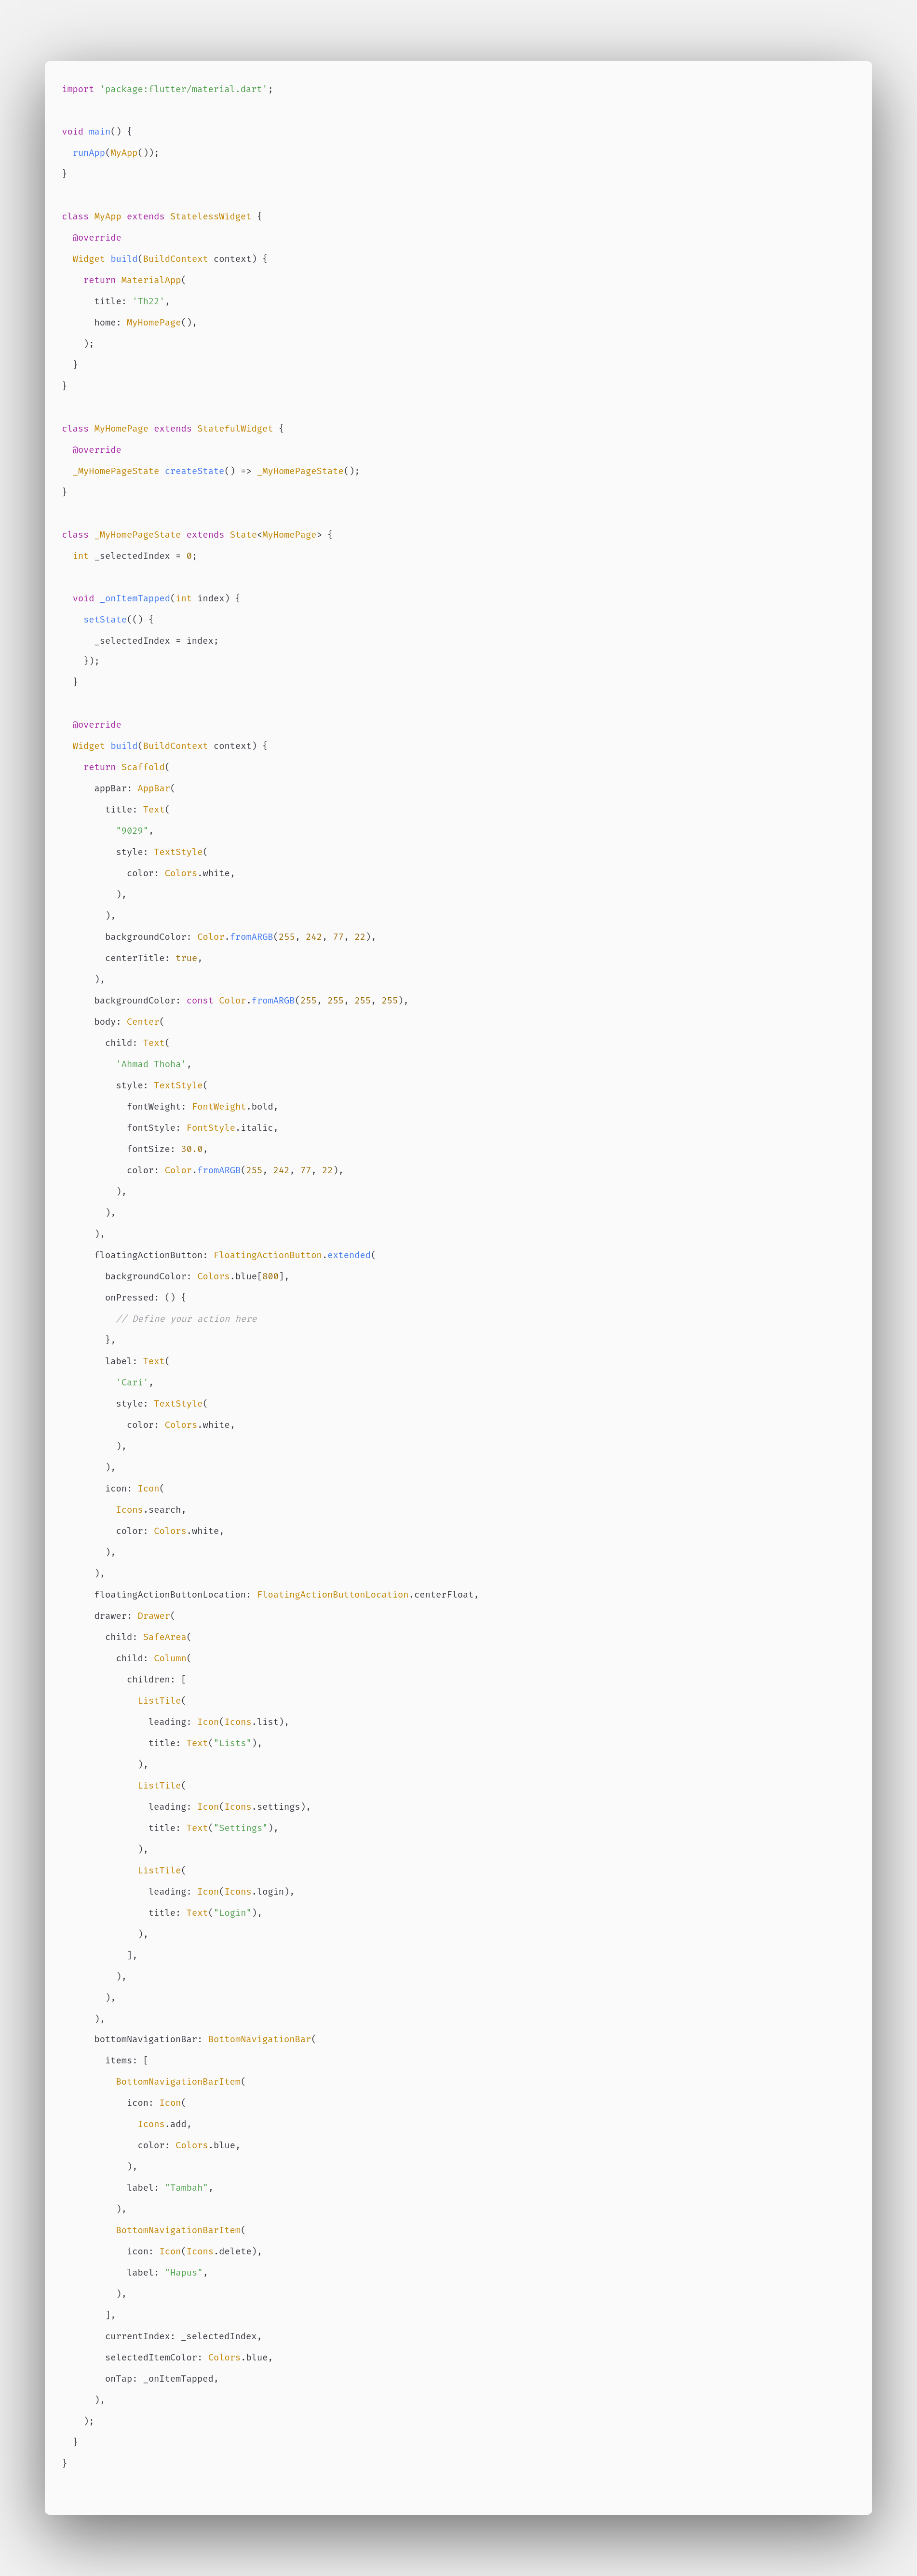 import 'package:flutter/material.dart';

void main() {
  runApp(MyApp());
}

class MyApp extends StatelessWidget {
  @override
  Widget build(BuildContext context) {
    return MaterialApp(
      title: 'Th22',
      home: MyHomePage(),
    );
  }
}

class MyHomePage extends StatefulWidget {
  @override
  _MyHomePageState createState() => _MyHomePageState();
}

class _MyHomePageState extends State<MyHomePage> {
  int _selectedIndex = 0;

  void _onItemTapped(int index) {
    setState(() {
      _selectedIndex = index;
    });
  }

  @override
  Widget build(BuildContext context) {
    return Scaffold(
      appBar: AppBar(
        title: Text(
          "9029",
          style: TextStyle(
            color: Colors.white,
          ),
        ),
        backgroundColor: Color.fromARGB(255, 242, 77, 22),
        centerTitle: true,
      ),
      backgroundColor: const Color.fromARGB(255, 255, 255, 255),
      body: Center(
        child: Text(
          'Ahmad Thoha',
          style: TextStyle(
            fontWeight: FontWeight.bold,
            fontStyle: FontStyle.italic,
            fontSize: 30.0,
            color: Color.fromARGB(255, 242, 77, 22),
          ),
        ),
      ),
      floatingActionButton: FloatingActionButton.extended(
        backgroundColor: Colors.blue[800],
        onPressed: () {
          // Define your action here
        },
        label: Text(
          'Cari',
          style: TextStyle(
            color: Colors.white,
          ),
        ),
        icon: Icon(
          Icons.search,
          color: Colors.white,
        ),
      ),
      floatingActionButtonLocation: FloatingActionButtonLocation.centerFloat,
      drawer: Drawer(
        child: SafeArea(
          child: Column(
            children: [
              ListTile(
                leading: Icon(Icons.list),
                title: Text("Lists"),
              ),
              ListTile(
                leading: Icon(Icons.settings),
                title: Text("Settings"),
              ),
              ListTile(
                leading: Icon(Icons.login),
                title: Text("Login"),
              ),
            ],
          ),
        ),
      ),
      bottomNavigationBar: BottomNavigationBar(
        items: [
          BottomNavigationBarItem(
            icon: Icon(
              Icons.add,
              color: Colors.blue,
            ),
            label: "Tambah",
          ),
          BottomNavigationBarItem(
            icon: Icon(Icons.delete),
            label: "Hapus",
          ),
        ],
        currentIndex: _selectedIndex,
        selectedItemColor: Colors.blue,
        onTap: _onItemTapped,
      ),
    );
  }
}